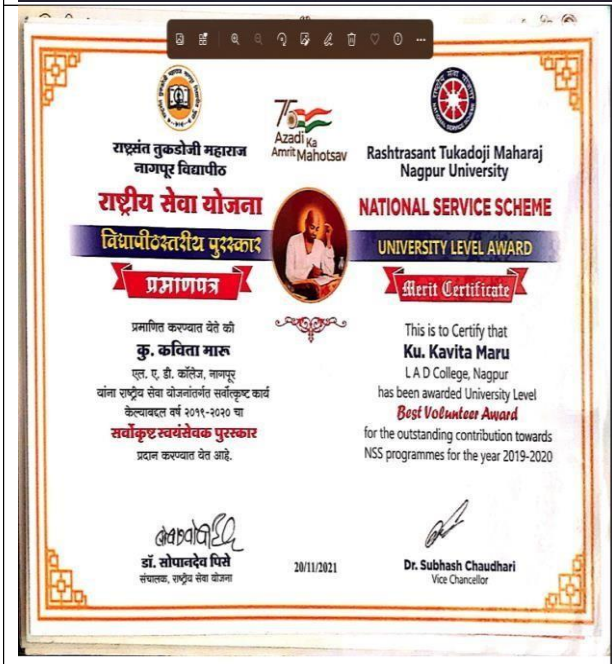 75
Azadi Ka
Amrit Mahotsav
राष्ट्रसंत तुकडोजी महाराज
नागपूर विद्यापीठ
राष्ट्रीय सेवा योजना
विद्यापीठस्तरीय पुरस्कार
प्रमाणपत्र
प्रमाणित करण्यात येते की
कु. कविता मारू
एल. ए. डी. कॉलेज, नागपूर
यांना राष्ट्रीय सेवा योजनांतर्गत सर्वोत्कृष्ट कार्य
केल्याबद्दल वर्ष २०१९-२०२० चा
सर्वोकृष्ट स्वयंसेवक पुरस्कार
प्रदान करण्यात येत आहे.
डॉ. सोपानदेव पिसे
संचालक, राष्ट्रीय सेवा योजना
20/11/2021
Rashtrasant Tukadoji Maharaj
Nagpur University
NATIONAL SERVICE SCHEME
UNIVERSITY LEVEL AWARD
Merit Certificate
This is to Certify that
Ku. Kavita Maru
L A D College, Nagpur
has been awarded University Level
Best Volunteer Award
for the outstanding contribution towards
NSS programmes for the year 2019-2020
Dr. Subhash Chaudhari
Vice Chancellor